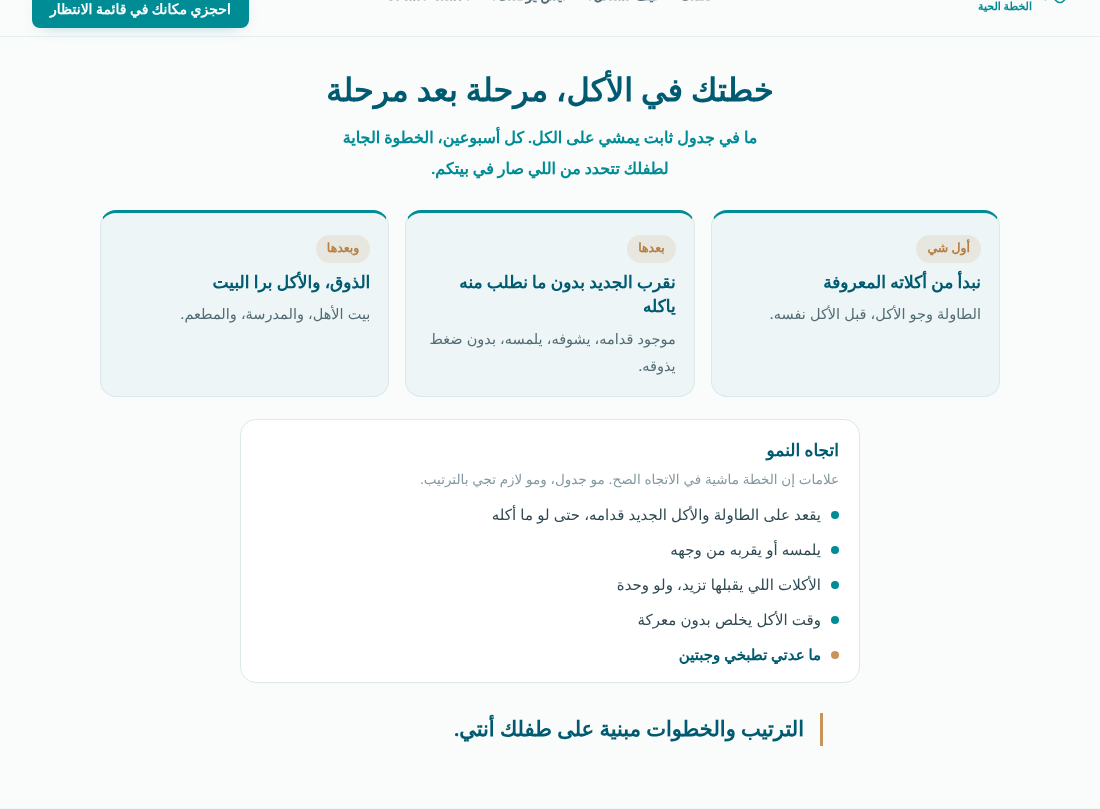 الخطة الحية
احجزي مكانك في قائمة الانتظار
خطتك في الأكل، مرحلة بعد مرحلة
ما في جدول ثابت يمشي على الكل. كل أسبوعين، الخطوة الجاية
لطفلك تتحدد من اللي صار في بيتكم.
أول شي
نبدأ من أكلاته المعروفة
الطاولة وجو الأكل، قبل الأكل نفسه.
بعدها
نقرب الجديد بدون ما نطلب منه
ياكله
موجود قدامه، يشوفه، يلمسه، بدون ضغط
يذوقه.
وبعدها
الذوق، والأكل برا البيت
بيت الأهل، والمدرسة، والمطعم.
اتجاه النمو
علامات إن الخطة ماشية في الاتجاه الصح. مو جدول، ومو لازم تجي بالترتيب.
يقعد على الطاولة والأكل الجديد قدامه، حتى لو ما أكله
يلمسه أو يقربه من وجهه
الأكلات اللي يقبلها تزيد، ولو وحدة
وقت الأكل يخلص بدون معركة
ما عدتي تطبخي وجبتين
الترتيب والخطوات مبنية على طفلك أنتي.